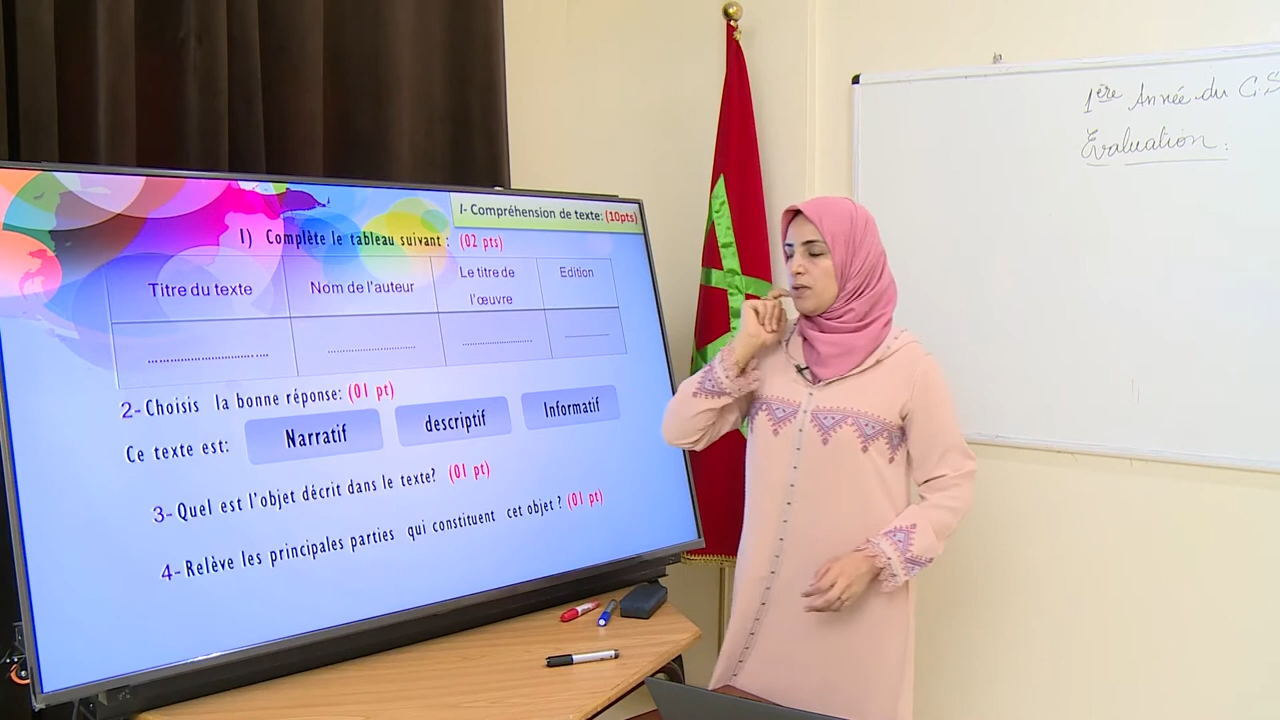 I- Compréhension de texte: (10pts)
1) Complète le tableau suivant : (02 pts)
Titre du texte
Nom de l'auteur
Le titre de
l'œuvre
Edition
2-Choisis la bonne réponse: (01 pt)
Ce texte est:
Narratif
descriptif
Informatif
3-Quel est l'objet décrit dans le texte? (01 pt)
4-Relève les principales parties qui constituent cet objet ? (01 pt)
1ère Année du C.S
Evaluation :